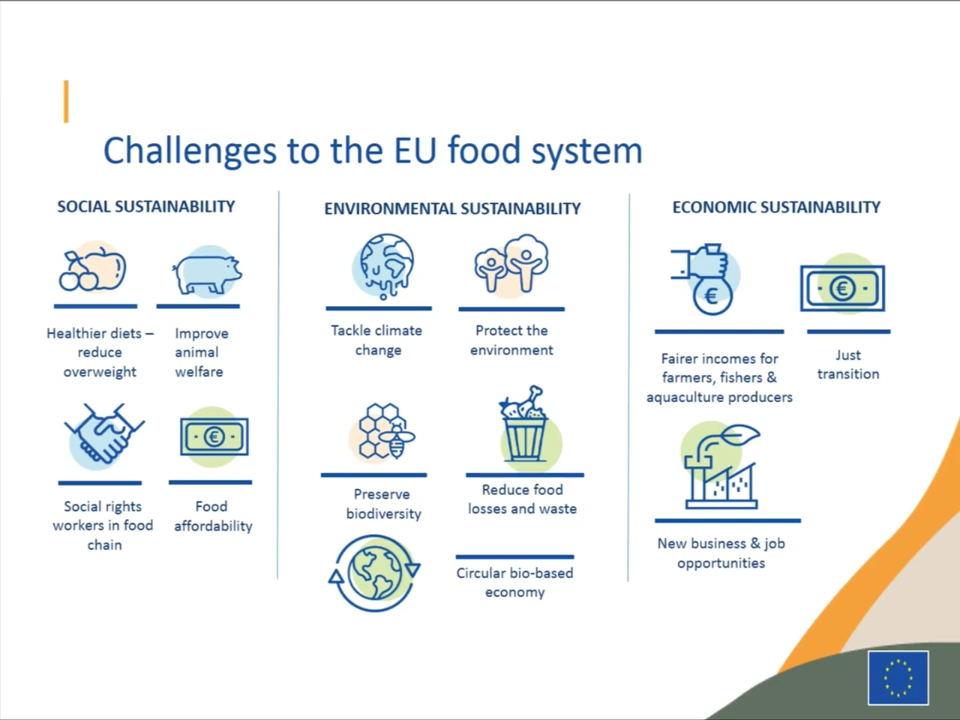 Challenges to the EU food system
SOCIAL SUSTAINABILITY
Healthier diets –
reduce
overweight
Improve
animal
welfare
Social rights
workers in food
chain
€
Food
affordability
ENVIRONMENTAL SUSTAINABILITY
Tackle climate
change
Protect the
environment
Preserve
biodiversity
Reduce food
losses and waste
Circular bio-based
economy
ECONOMIC SUSTAINABILITY
€
Fairer incomes for
farmers, fishers &
aquaculture producers
€
Just
transition
New business & job
opportunities